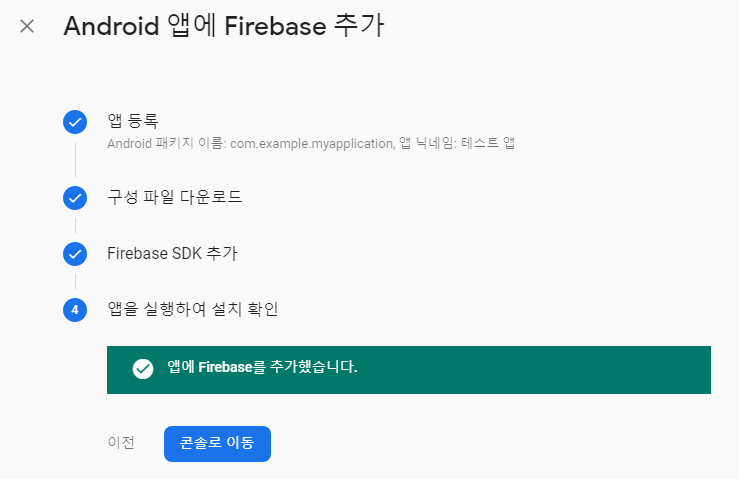 Android 앱에 Firebase 추가
앱 등록
Android 패키지 이름: com.example.myapplication, 앱 닉네임: 테스트 앱
구성 파일 다운로드
Firebase SDK 추가
4 앱을 실행하여 설치 확인
앱에 Firebase를 추가했습니다.
이전 콘솔로 이동